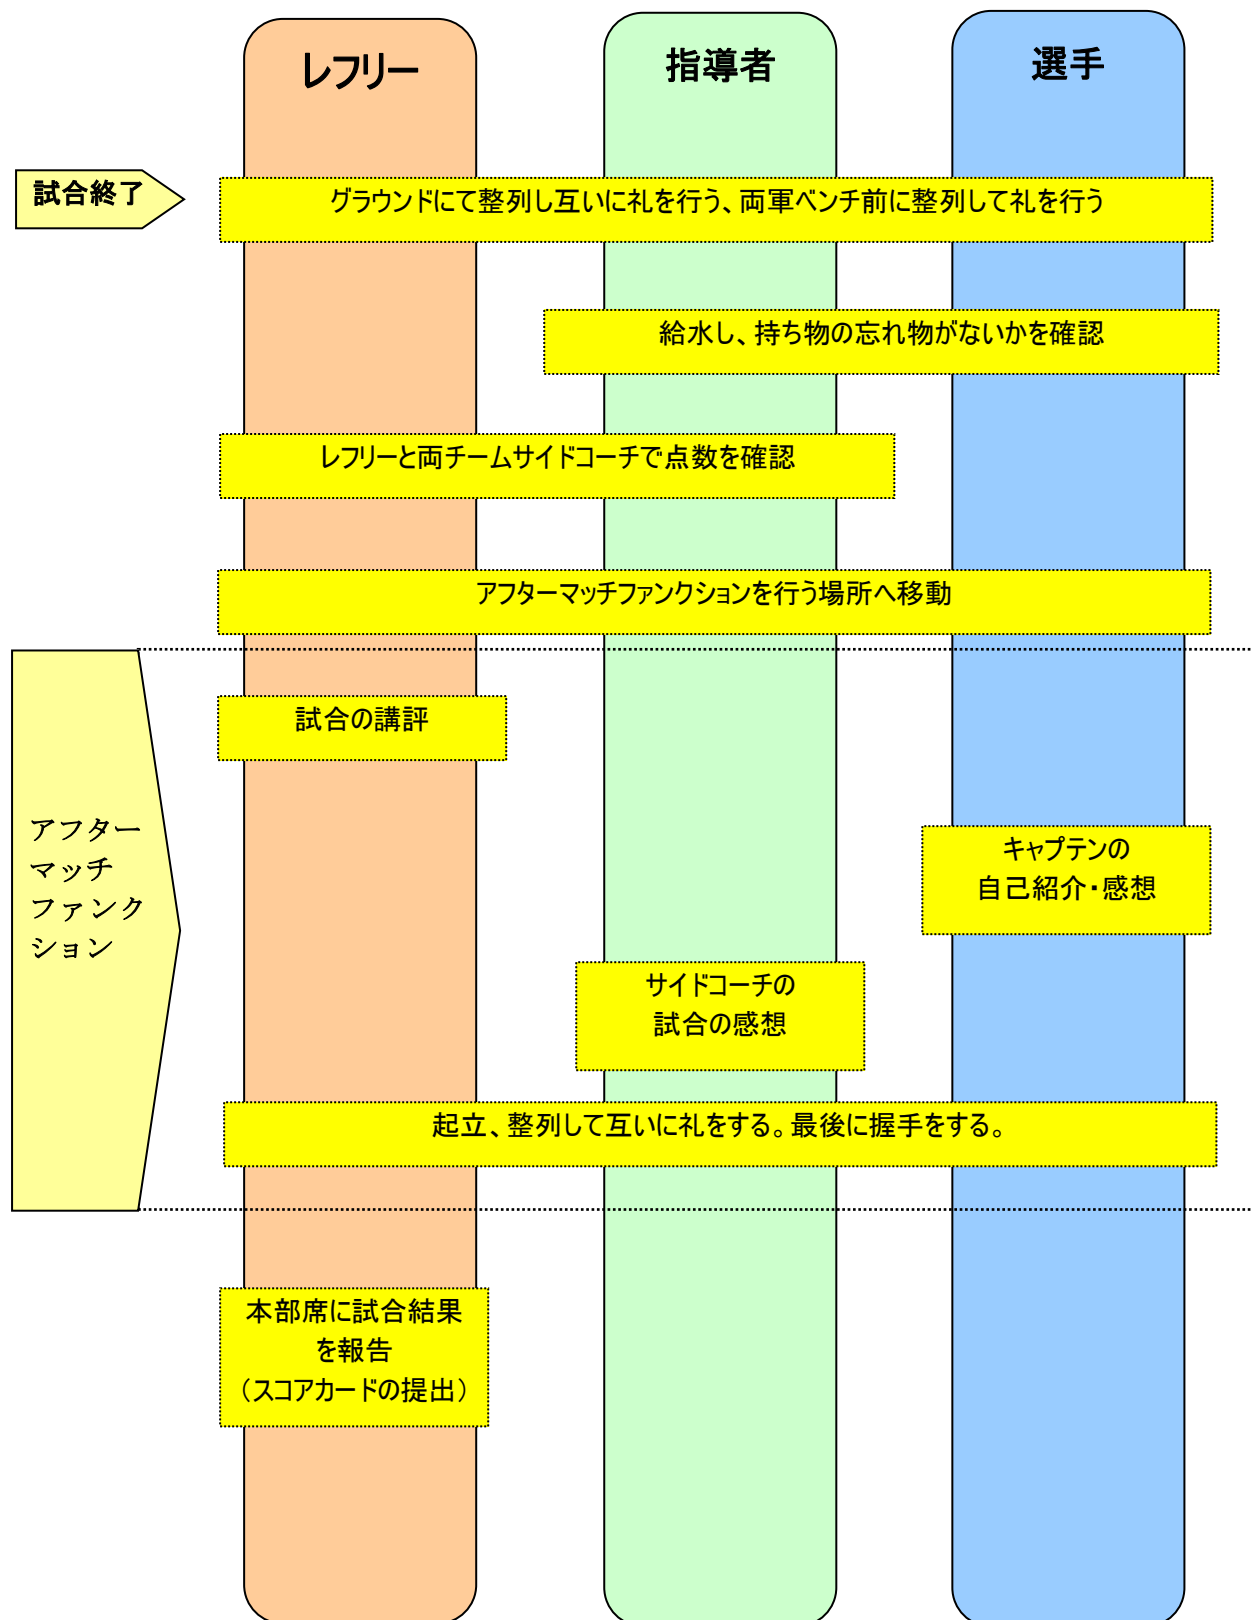 レフリー
指導者
選手
試合終了
グラウンドにて整列し互いに礼を行う、両軍ベンチ前に整列して礼を行う
給水し、持ち物の忘れ物がないかを確認
レフリーと両チームサイドコーチで点数を確認
アフターマッチファンクションを行う場所へ移動
アフター
マッチ
ファンク
ション
試合の講評
キャプテンの
自己紹介・感想
サイドコーチの
試合の感想
起立、整列して互いに礼をする。最後に握手をする。
本部席に試合結果
を報告
（スコアカードの提出）